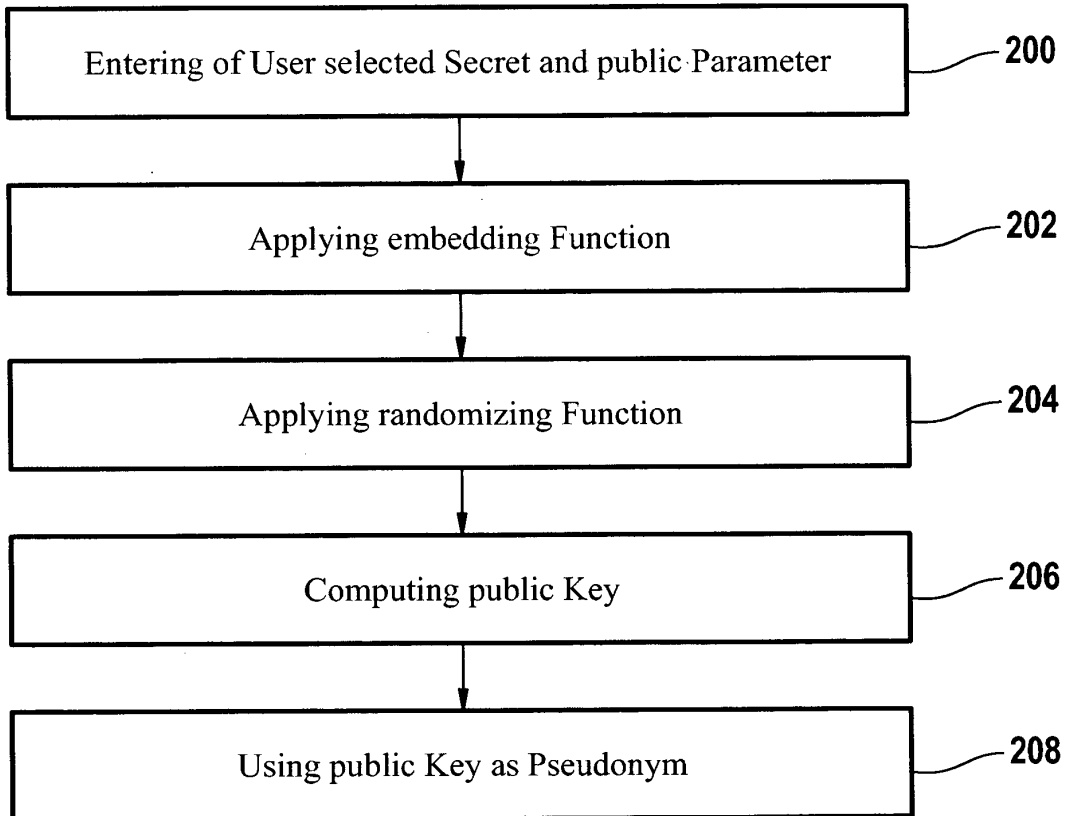 Entering of User selected Secret and public Parameter
200
Applying embedding Function
202
Applying randomizing Function
204
Computing public Key
206
Using public Key as Pseudonym
208